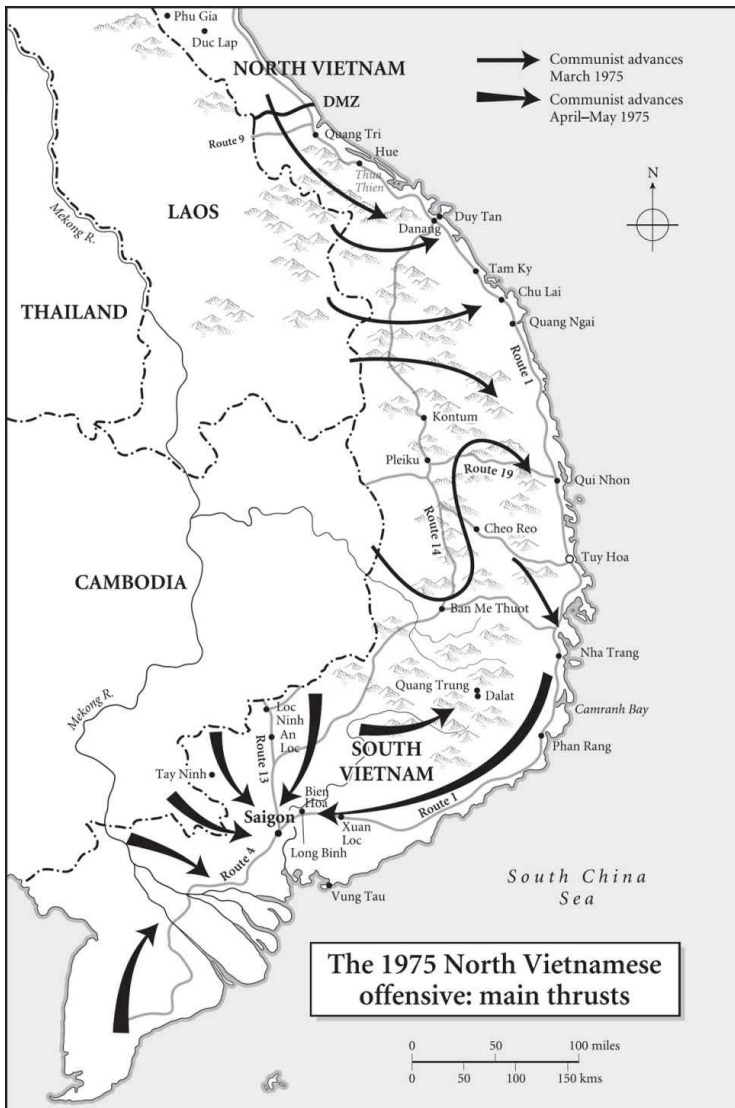 Phu Gia
Duc Lap
NORTH VIETNAM
DMZ
Route 9
Quang Tri
Hue
Thua
Thien
LAOS
Mekong R.
Danang
Duy Tan
Tam Ky
THAILAND
Chu Lai
Quang Ngai
Route 1
Kontum
Pleiku
Route 19
Qui Nhon
Route 14
Cheo Reo
Tuy Hoa
CAMBODIA
Ban Me Thuot
Nha Trang
Quang Trung
Dalat
Mekong R.
Camranh Bay
Loc
Ninh
An
Loc
Route 13
SOUTH
VIETNAM
Phan Rang
Tay Ninh
Bien
Hoa
Saigon
Route 1
Xuan
Loc
Long Binh
Route 4
Vung Tau
South China
Sea
Communist advances
March 1975
Communist advances
April–May 1975
N
The 1975 North Vietnamese
offensive: main thrusts
0 50 100 miles
0 50 100 150 kms